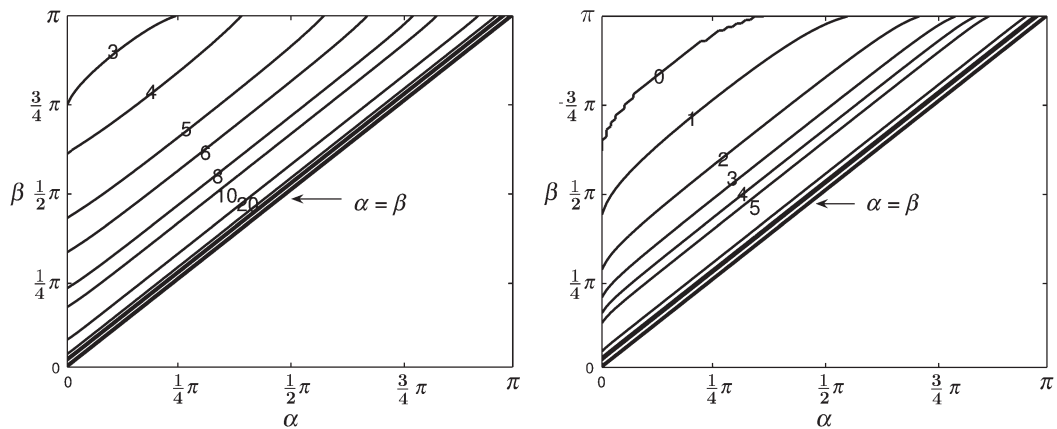 π
3/4 π
β 1/2 π
1/4 π
0
3
4
5
6
8
10
20
α = β
0 1/4 π 1/2 π 3/4 π π
α
π
-3/4 π
β 1/2 π
1/4 π
0
0
1
2
3
4
5
α = β
0 1/4 π 1/2 π 3/4 π π
α